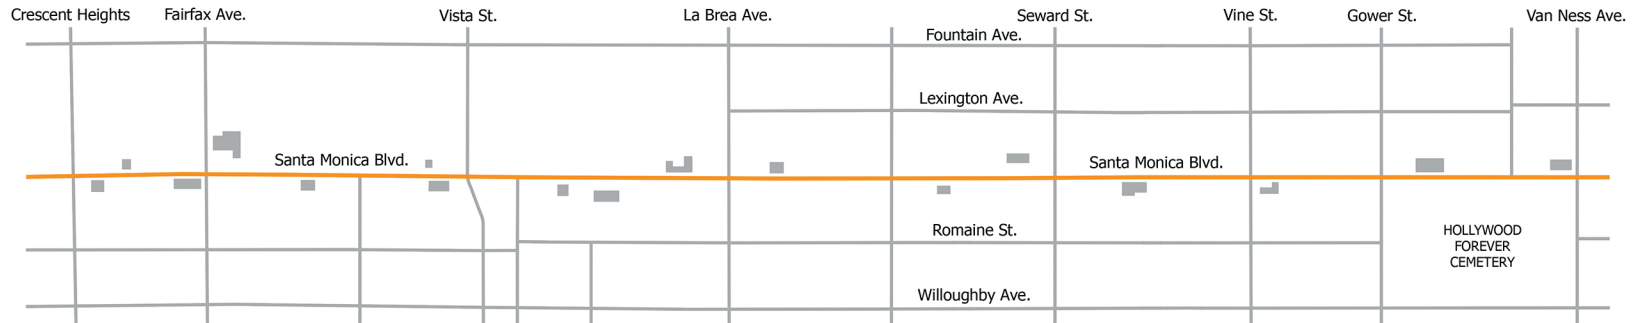 Crescent Heights
Fairfax Ave.
Vista St.
La Brea Ave.
Seward St.
Vine St.
Gower St.
Van Ness Ave.
Fountain Ave.
Lexington Ave.
Santa Monica Blvd.
Santa Monica Blvd.
Romaine St.
HOLLYWOOD
FOREVER
CEMETERY
Willoughby Ave.